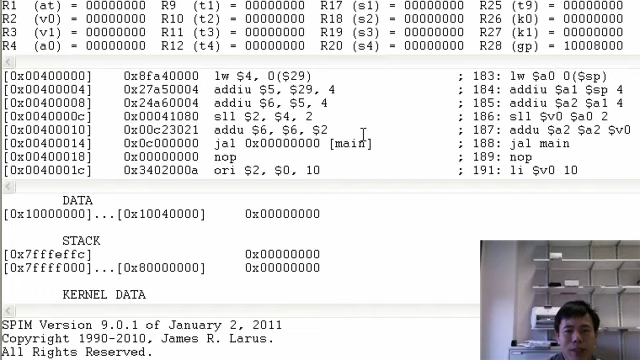 R1 (at) = 00000000 R9 (t1) = 00000000 R17 (s1) = 00000000 R25 (t9) = 00000000
R2 (v0) = 00000000 R10 (t2) = 00000000 R18 (s2) = 00000000 R26 (k0) = 00000000
R3 (v1) = 00000000 R11 (t3) = 00000000 R19 (s3) = 00000000 R27 (k1) = 00000000
R4 (a0) = 00000000 R12 (t4) = 00000000 R20 (s4) = 00000000 R28 (gp) = 10008000
[0x00400000] 0x8fa40000 lw $4, 0($29) ; 183: lw $a0 0($sp)
[0x00400004] 0x27a50004 addiu $5, $29, 4 ; 184: addiu $a1 $sp 4
[0x00400008] 0x24a60004 addiu $6, $5, 4 ; 185: addiu $a2 $a1 4
[0x0040000c] 0x00041080 sll $2, $4, 2 ; 186: sll $v0 $a0 2
[0x00400010] 0x00c23021 addu $6, $6, $2 ; 187: addu $a2 $a2 $v0
[0x00400014] 0x0c000000 jal 0x00000000 [main] ; 188: jal main
[0x00400018] 0x00000000 nop ; 189: nop
[0x0040001c] 0x3402000a ori $2, $0, 10 ; 191: li $v0 10
DATA
[0x10000000]...[0x10040000] 0x00000000
STACK
[0x7fffeffc] 0x00000000
[0x7ffff000]...[0x80000000] 0x00000000
KERNEL DATA
SPIM Version 9.0.1 of January 2, 2011
Copyright 1990-2010, James R. Larus.
All Rights Reserved.